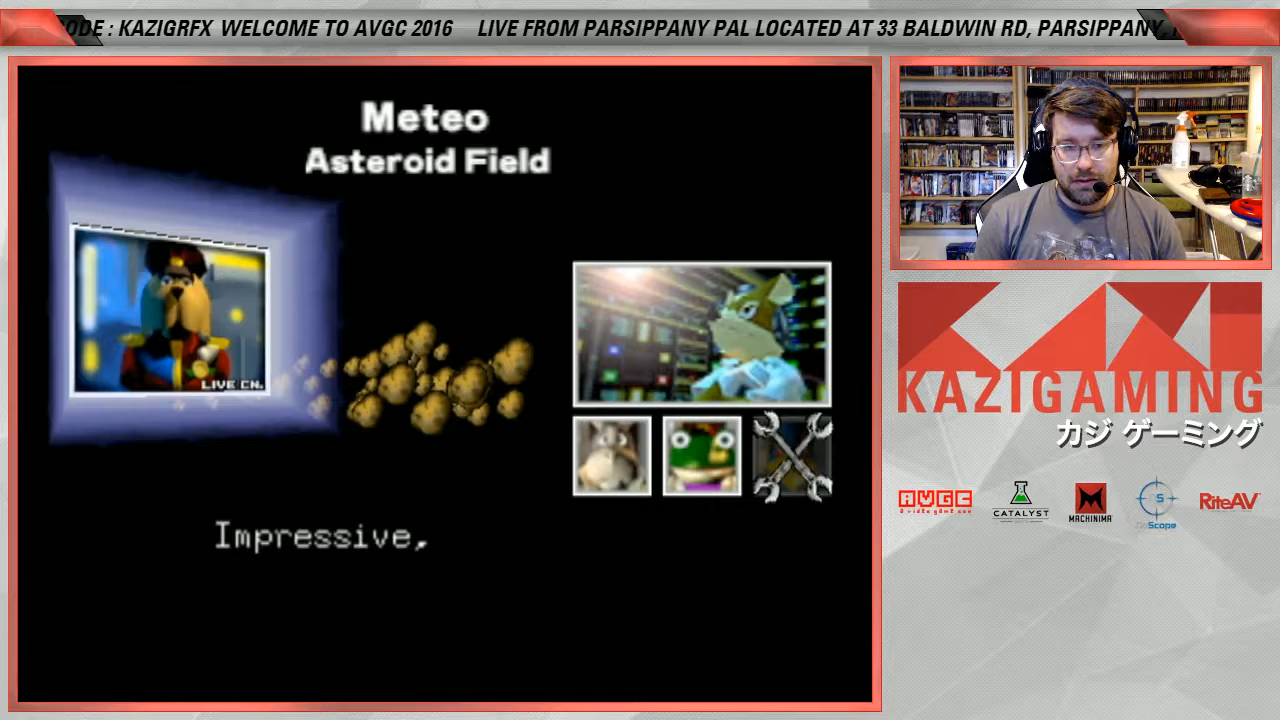 ODE : KAZIGRFX WELCOME TO AVGC 2016 LIVE FROM PARSIPPANY PAL LOCATED AT 33 BALDWIN RD, PARSIPPANY,
Meteo
Asteroid Field
LIVE CN.
Impressive,
KAZIGAMING
カジ ゲーミング
AVGC
CATALYST
MACHINIMA
Scope
RiteAV